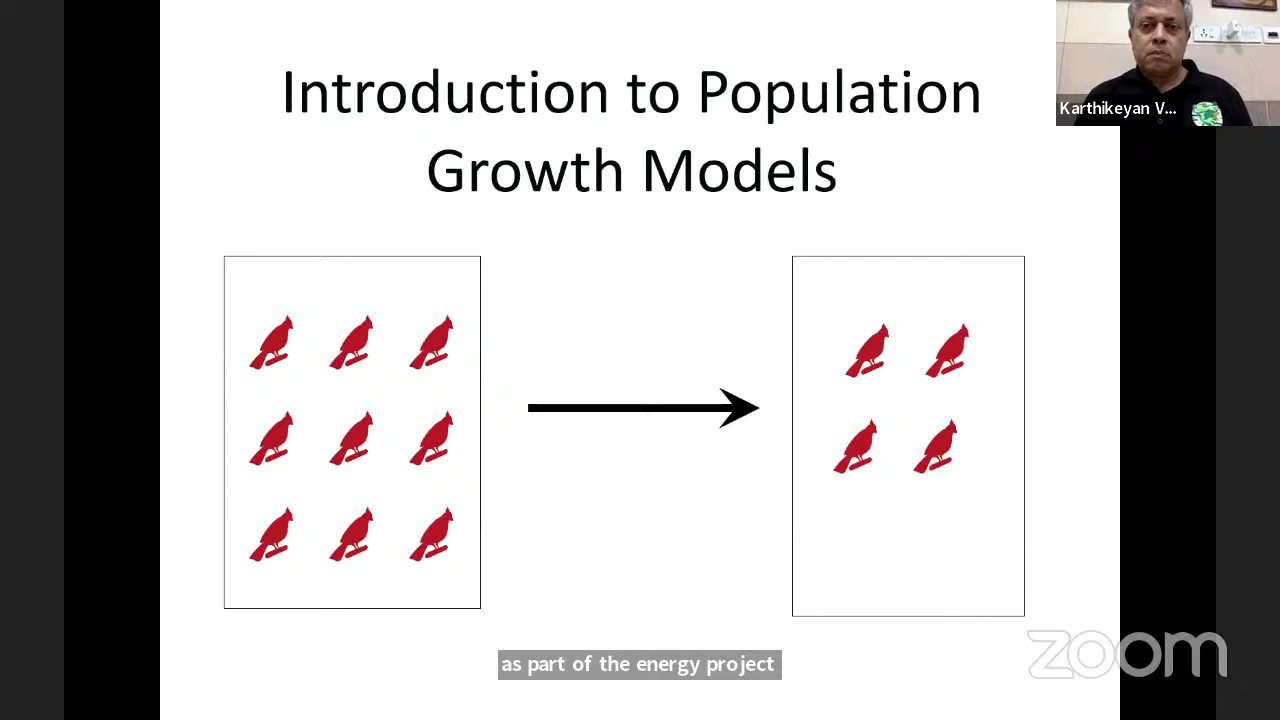 Introduction to Population
Growth Models
Karthikeyan V...
as part of the energy project
zoom